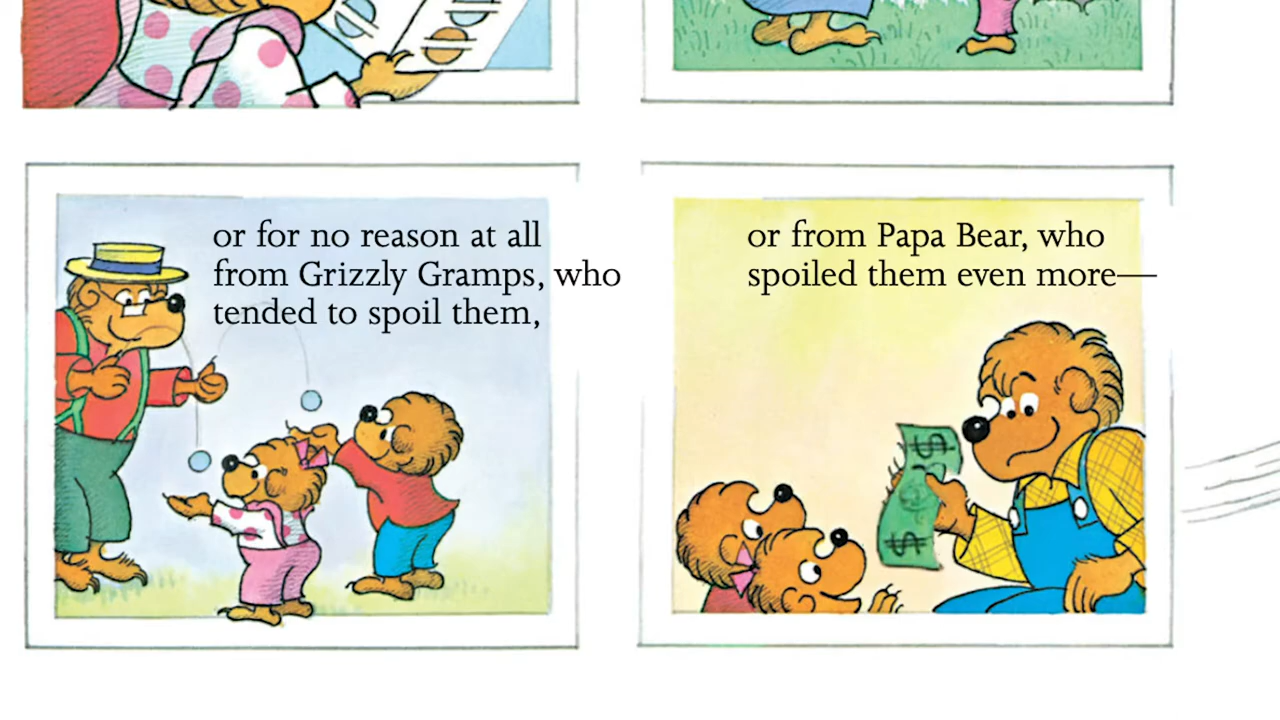 or for no reason at all
from Grizzly Gramps, who
tended to spoil them,
or from Papa Bear, who
spoiled them even more—
$
$